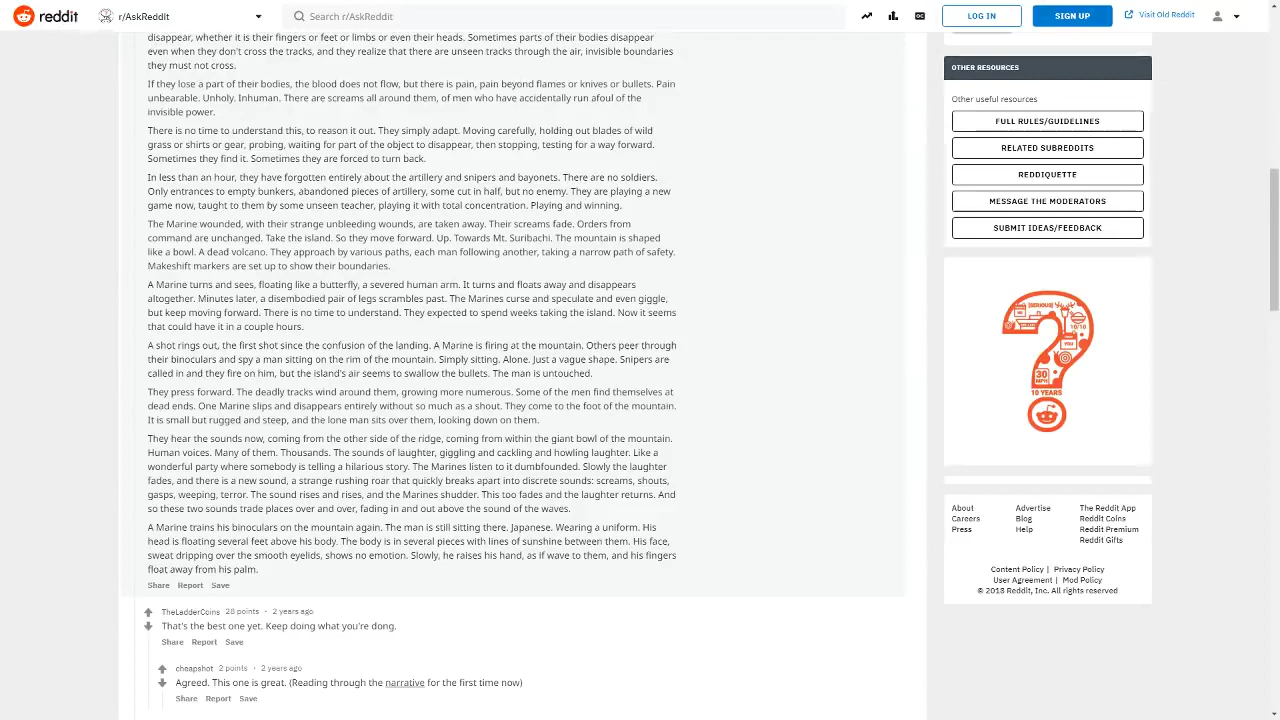 reddit
r/AskReddit
Search r/AskReddit
LOG IN
SIGN UP
Visit Old Reddit
disappear, whether it is their fingers or feet or limbs or even their heads. Sometimes parts of their bodies disappear
even when they don't cross the tracks, and they realize that there are unseen tracks through the air, invisible boundaries
they must not cross.
If they lose a part of their bodies, the blood does not flow, but there is pain, pain beyond flames or knives or bullets. Pain
unbearable. Unholy. Inhuman. There are screams all around them, of men who have accidentally run afoul of the
invisible power.
There is no time to understand this, to reason it out. They simply adapt. Moving carefully, holding out blades of wild
grass or shirts or gear, probing, waiting for part of the object to disappear, then stopping, testing for a way forward.
Sometimes they find it. Sometimes they are forced to turn back.
In less than an hour, they have forgotten entirely about the artillery and snipers and bayonets. There are no soldiers.
Only entrances to empty bunkers, abandoned pieces of artillery, some cut in half, but no enemy. They are playing a new
game now, taught to them by some unseen teacher, playing it with total concentration. Playing and winning.
The Marine wounded, with their strange unbleeding wounds, are taken away. Their screams fade. Orders from
command are unchanged. Take the island. So they move forward. Up. Towards Mt. Suribachi. The mountain is shaped
like a bowl. A dead volcano. They approach by various paths, each man following another, taking a narrow path of safety.
Makeshift markers are set up to show their boundaries.
A Marine turns and sees, floating like a butterfly, a severed human arm. It turns and floats away and disappears
altogether. Minutes later, a disembodied pair of legs scrambles past. The Marines curse and speculate and even giggle,
but keep moving forward. There is no time to understand. They expected to spend weeks taking the island. Now it seems
that could have it in a couple hours.
A shot rings out, the first shot since the confusion of the landing. A Marine is firing at the mountain. Others peer through
their binoculars and spy a man sitting on the rim of the mountain. Simply sitting. Alone. Just a vague shape. Snipers are
called in and they fire on him, but the island's air seems to swallow the bullets. The man is untouched.
They press forward. The deadly tracks wind around them, growing more numerous. Some of the men find themselves at
dead ends. One Marine slips and disappears entirely without so much as a shout. They come to the foot of the mountain.
It is small but rugged and steep, and the lone man sits over them, looking down on them.
They hear the sounds now, coming from the other side of the ridge, coming from within the giant bowl of the mountain.
Human voices. Many of them. Thousands. The sounds of laughter, giggling and cackling and howling laughter. Like a
wonderful party where somebody is telling a hilarious story. The Marines listen to it dumbfounded. Slowly the laughter
fades, and there is a new sound, a strange rushing roar that quickly breaks apart into discrete sounds: screams, shouts,
gasps, weeping, terror. The sound rises and rises, and the Marines shudder. This too fades and the laughter returns. And
so these two sounds trade places over and over, fading in and out above the sound of the waves.
A Marine trains his binoculars on the mountain again. The man is still sitting there. Japanese. Wearing a uniform. His
head is floating several feet above his body. The body is in several pieces with lines of sunshine between them. His face,
sweat dripping over the smooth eyelids, shows no emotion. Slowly, he raises his hand, as if wave to them, and his fingers
float away from his palm.
Share Report Save
TheLadderCoins 28 points · 2 years ago
That's the best one yet. Keep doing what you're dong.
Share Report Save
cheapshot 2 points · 2 years ago
Agreed. This one is great. (Reading through the narrative for the first time now)
Share Report Save
OTHER RESOURCES
Other useful resources
FULL RULES/GUIDELINES
RELATED SUBREDDITS
REDDIQUETTE
MESSAGE THE MODERATORS
SUBMIT IDEAS/FEEDBACK
[SERIOUS]
10/10
YOU
30
10 YEARS
About Advertise The Reddit App
Careers Blog Reddit Coins
Press Help Reddit Premium
Reddit Gifts
Content Policy | Privacy Policy
User Agreement | Mod Policy
© 2018 Reddit, Inc. All rights reserved